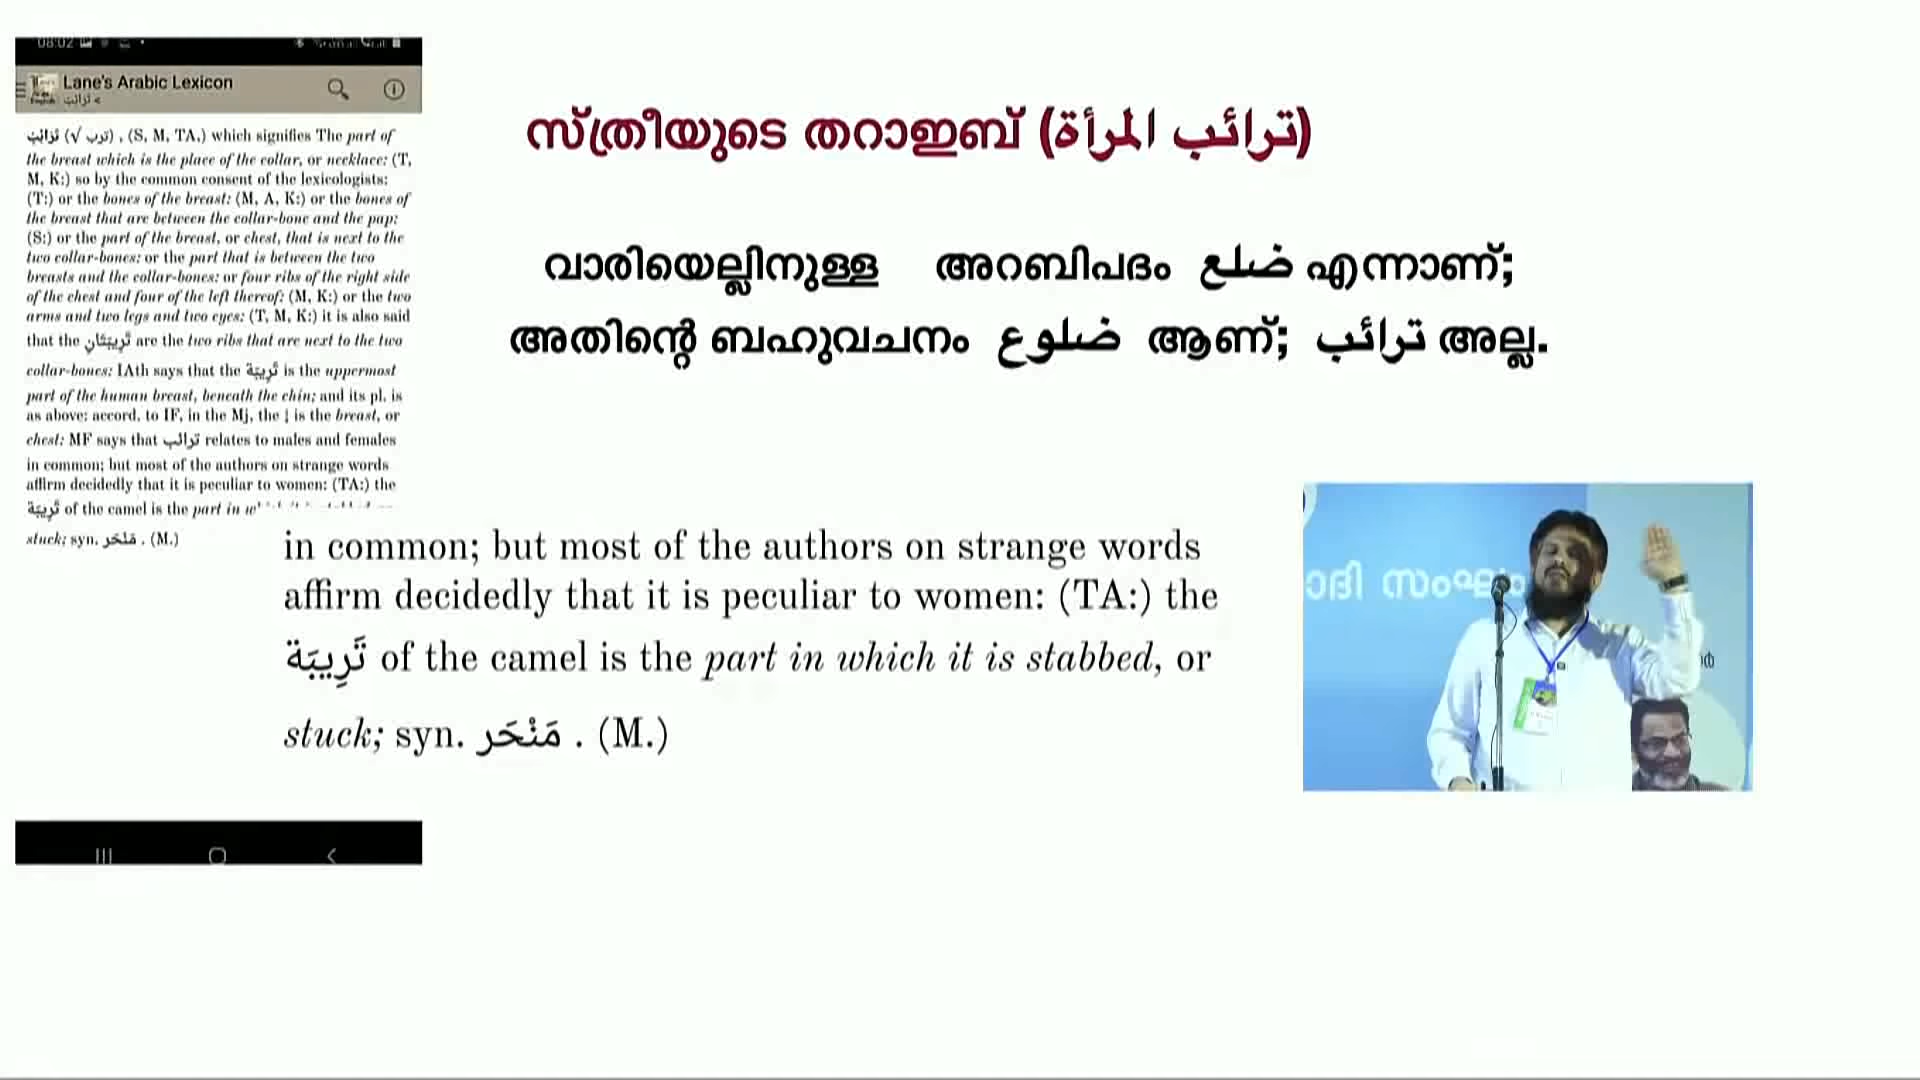 08:02
Lane's Arabic Lexicon
ترائب >
تَرَائِبُ (√ ترب) , (S, M, TA,) which signifies The part of
the breast which is the place of the collar, or necklace: (T,
M, K:) so by the common consent of the lexicologists:
(T:) or the bones of the breast: (M, A, K:) or the bones of
the breast that are between the collar-bone and the pap:
(S:) or the part of the breast, or chest, that is next to the
two collar-bones: or the part that is between the two
breasts and the collar-bones: or four ribs of the right side
of the chest and four of the left thereof: (M, K:) or the two
arms and two legs and two eyes: (T, M, K:) it is also said
that the تَرِيبَتَانِ are the two ribs that are next to the two
collar-bones: IAth says that the تَرِيبَة is the uppermost
part of the human breast, beneath the chin; and its pl. is
as above: accord. to IF, in the Mj, the ↓ is the breast, or
chest: MF says that ترائب relates to males and females
in common; but most of the authors on strange words
affirm decidedly that it is peculiar to women: (TA:) the
تَرِيبَة of the camel is the part in
stuck; syn. مَنْحَر . (M.)
സ്ത്രീയുടെ തറാഇബ് (ترائب المرأة)
വാരിയെല്ലിനുള്ള അറബിപദം ضلع എന്നാണ്;
അതിന്റെ ബഹുവചനം ضلوع ആണ്; ترائب അല്ല.
in common; but most of the authors on strange words
affirm decidedly that it is peculiar to women: (TA:) the
تَرِيبَة of the camel is the part in which it is stabbed, or
stuck; syn. مَنْحَر . (M.)
ാദി സംഘം